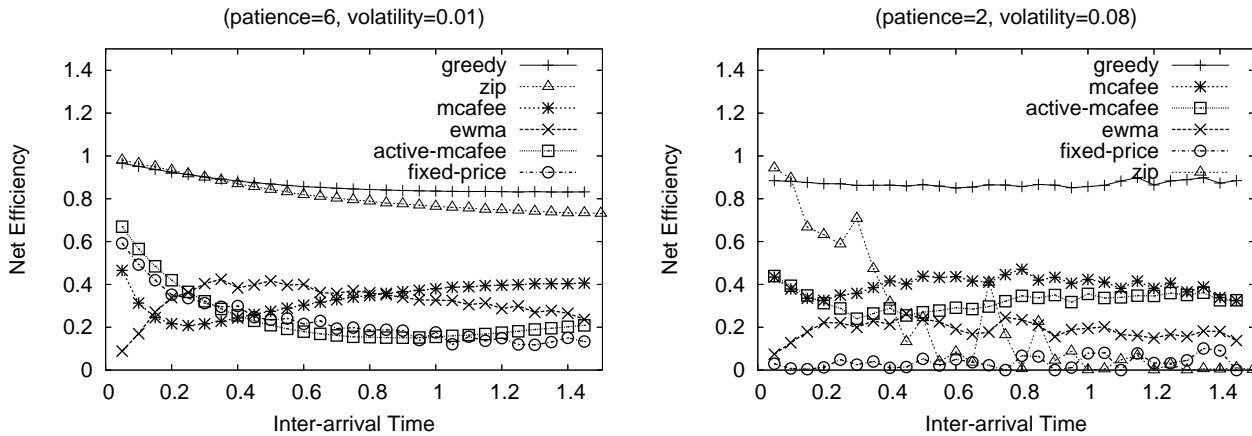 (patience=6, volatility=0.01)
1.4
1.2
1
0.8
0.6
0.4
0.2
0
Net Efficiency
greedy
zip
mcafee
ewma
active-mcafee
fixed-price
0 0.2 0.4 0.6 0.8 1.0 1.2 1.4
Inter-arrival Time
(patience=2, volatility=0.08)
1.4
1.2
1
0.8
0.6
0.4
0.2
0
Net Efficiency
greedy
mcafee
active-mcafee
ewma
fixed-price
zip
0 0.2 0.4 0.6 0.8 1.0 1.2 1.4
Inter-arrival Time